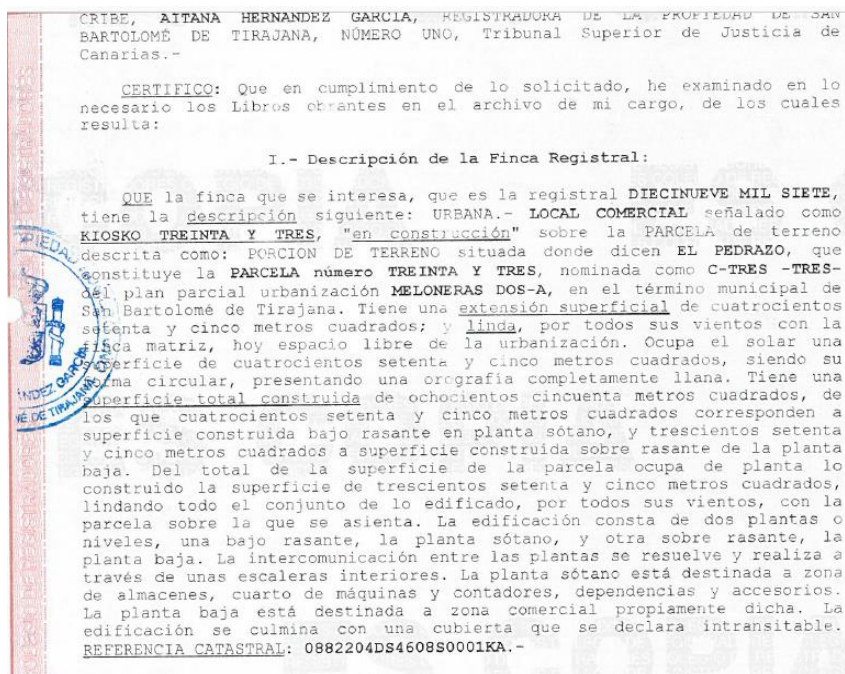 CRIBE, AITANA HERNANDEZ GARCIA, REGISTRADORA DE LA PROPIEDAD DE SAN
BARTOLOMÉ DE TIRAJANA, NÚMERO UNO, Tribunal Superior de Justicia de
Canarias.-
CERTIFICO: Que en cumplimiento de lo solicitado, he examinado en lo
necesario los Libros obrantes en el archivo de mi cargo, de los cuales
resulta:
I.- Descripción de la Finca Registral:
QUE la finca que se interesa, que es la registral DIECINUEVE MIL SIETE,
tiene la descripción siguiente: URBANA.- LOCAL COMERCIAL señalado como
KIOSKO TREINTA Y TRES, "en construcción" sobre la PARCELA de terreno
descrita como: PORCION DE TERRENO situada donde dicen EL PEDRAZO, que
constituye la PARCELA número TREINTA Y TRES, nominada como C-TRES -TRES-
del plan parcial urbanización MELONERAS DOS-A, en el término municipal de
San Bartolomé de Tirajana. Tiene una extensión superficial de cuatrocientos
setenta y cinco metros cuadrados; y linda, por todos sus vientos con la
finca matriz, hoy espacio libre de la urbanización. Ocupa el solar una
superficie de cuatrocientos setenta y cinco metros cuadrados, siendo su
forma circular, presentando una orografía completamente llana. Tiene una
superficie total construida de ochocientos cincuenta metros cuadrados, de
los que cuatrocientos setenta y cinco metros cuadrados corresponden a
superficie construida bajo rasante en planta sótano, y trescientos setenta
y cinco metros cuadrados a superficie construida sobre rasante de la planta
baja. Del total de la superficie de la parcela ocupa de planta lo
construido la superficie de trescientos setenta y cinco metros cuadrados,
lindando todo el conjunto de lo edificado, por todos sus vientos, con la
parcela sobre la que se asienta. La edificación consta de dos plantas o
niveles, una bajo rasante, la planta sótano, y otra sobre rasante, la
planta baja. La intercomunicación entre las plantas se resuelve y realiza a
través de unas escaleras interiores. La planta sótano está destinada a zona
de almacenes, cuarto de máquinas y contadores, dependencias y accesorios.
La planta baja está destinada a zona comercial propiamente dicha. La
edificación se culmina con una cubierta que se declara intransitable.
REFERENCIA CATASTRAL: 0882204DS4608S0001KA.-